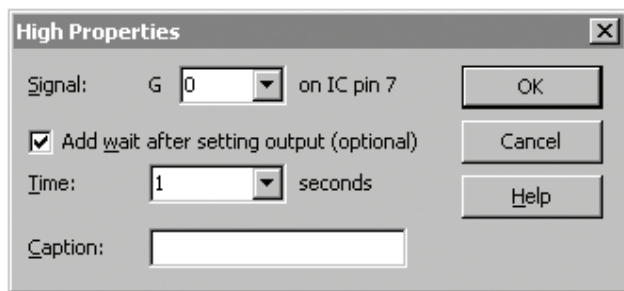 High Properties
Signal: G 0 on IC pin 7
OK
Add wait after setting output (optional)
Cancel
Time: 1 seconds
Help
Caption: